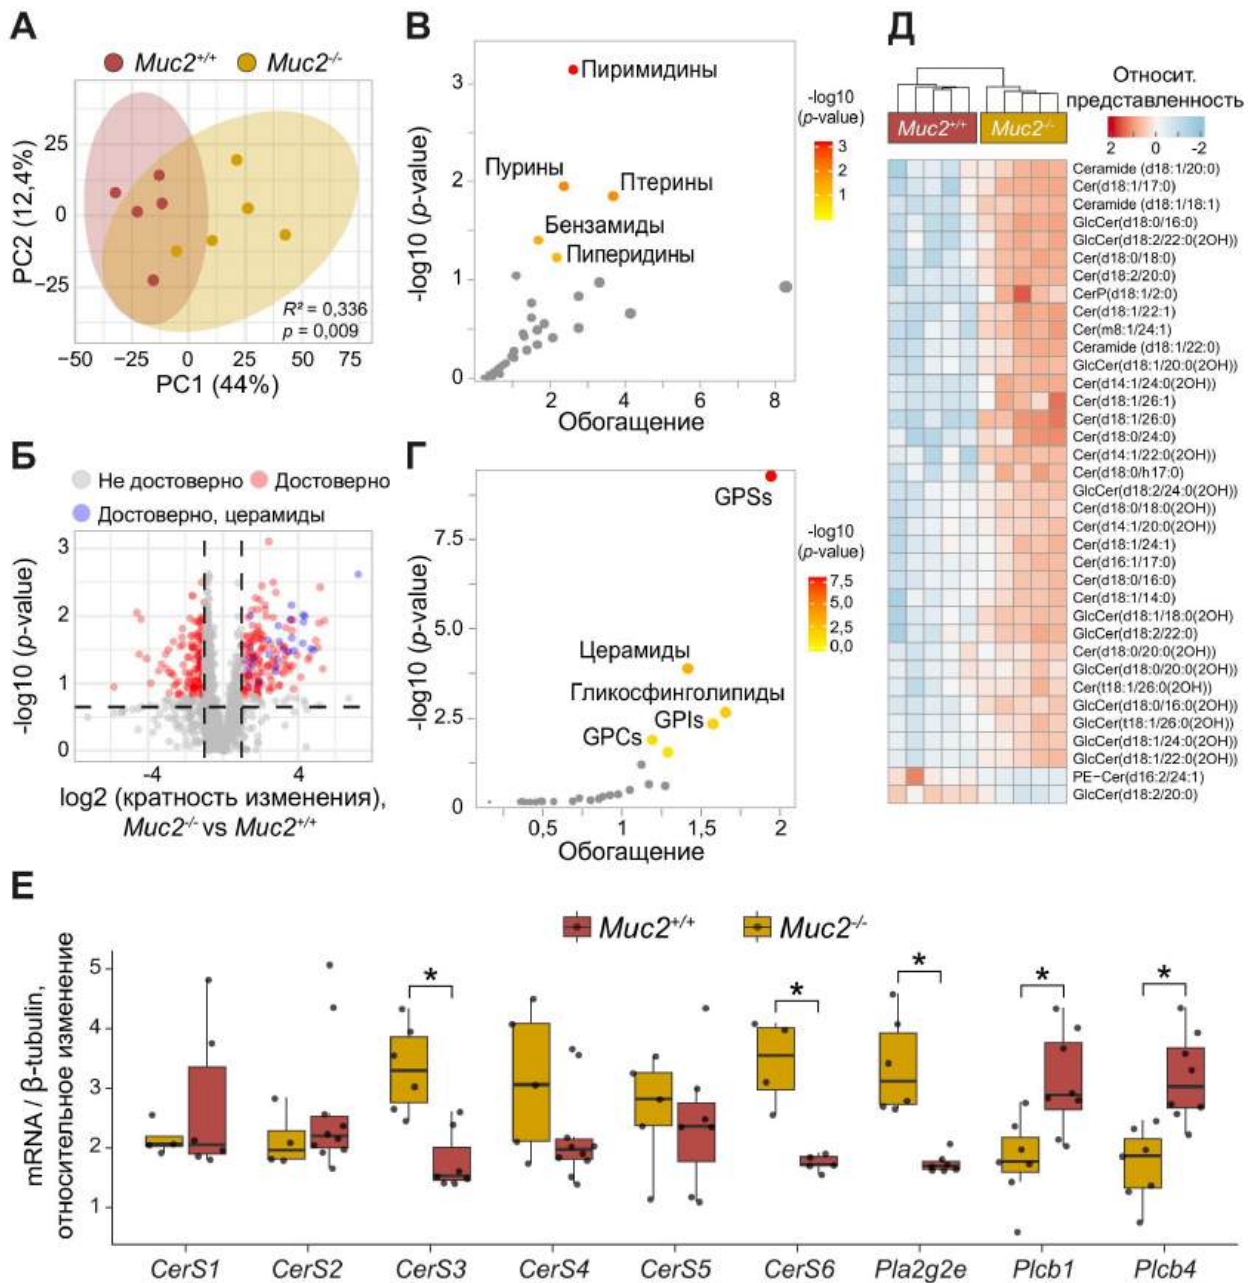 А
Muc2+/+ Muc2-/-
25
0
−25
PC2 (12,4%)
R² = 0,336
p = 0,009
−50 −25 0 25 50 75
PC1 (44%)
В
3
2
1
0
-log10 (p-value)
Пиримидины
Пурины
Птерины
Бензамиды
Пиперидины
2 4 6 8
Обогащение
-log10
(p-value)
3
2
1
Д
Относит.
представленность
2 0 -2
Muc2+/+ Muc2-/-
Ceramide (d18:1/20:0)
Cer(d18:1/17:0)
Ceramide (d18:1/18:1)
GlcCer(d18:0/16:0)
GlcCer(d18:2/22:0(2OH))
Cer(d18:0/18:0)
Cer(d18:2/20:0)
CerP(d18:1/2:0)
Cer(d18:1/22:1)
Cer(m8:1/24:1)
Ceramide (d18:1/22:0)
GlcCer(d18:1/20:0(2OH))
Cer(d14:1/24:0(2OH))
Cer(d18:1/26:1)
Cer(d18:1/26:0)
Cer(d18:0/24:0)
Cer(d14:1/22:0(2OH))
Cer(d18:0/h17:0)
GlcCer(d18:2/24:0(2OH))
Cer(d18:0/18:0(2OH))
Cer(d14:1/20:0(2OH))
Cer(d18:1/24:1)
Cer(d16:1/17:0)
Cer(d18:0/16:0)
Cer(d18:1/14:0)
GlcCer(d18:1/18:0(2OH)
GlcCer(d18:2/22:0)
Cer(d18:0/20:0(2OH))
GlcCer(d18:0/20:0(2OH))
Cer(t18:1/26:0(2OH))
GlcCer(d18:0/16:0(2OH))
GlcCer(t18:1/26:0(2OH))
GlcCer(d18:1/24:0(2OH))
GlcCer(d18:1/22:0(2OH))
PE−Cer(d16:2/24:1)
GlcCer(d18:2/20:0)
Б
Не достоверно Достоверно
Достоверно, церамиды
3
2
1
0
-log10 (p-value)
-4 4
log2 (кратность изменения),
Muc2-/- vs Muc2+/+
Г
7.5
5.0
2.5
0
-log10 (p-value)
GPSs
Церамиды
Гликосфинголипиды
GPIs
GPCs
0,5 1 1,5 2
Обогащение
-log10
(p-value)
7,5
5,0
2,5
0,0
Е
Muc2+/+ Muc2-/-
5
4
3
2
1
mRNA / β-tubulin,
относительное изменение
* * * * *
CerS1 CerS2 CerS3 CerS4 CerS5 CerS6 Pla2g2e Plcb1 Plcb4